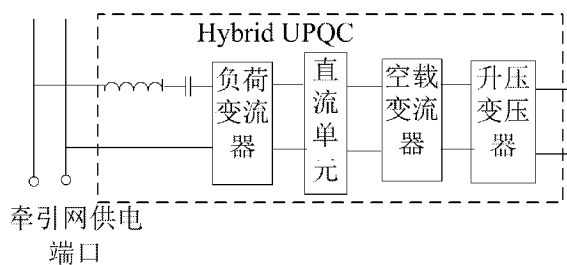 Hybrid UPQC
负荷
变流
器
直
流
单
元
空载
变流
器
升压
变压
器
牵引网供电
端口